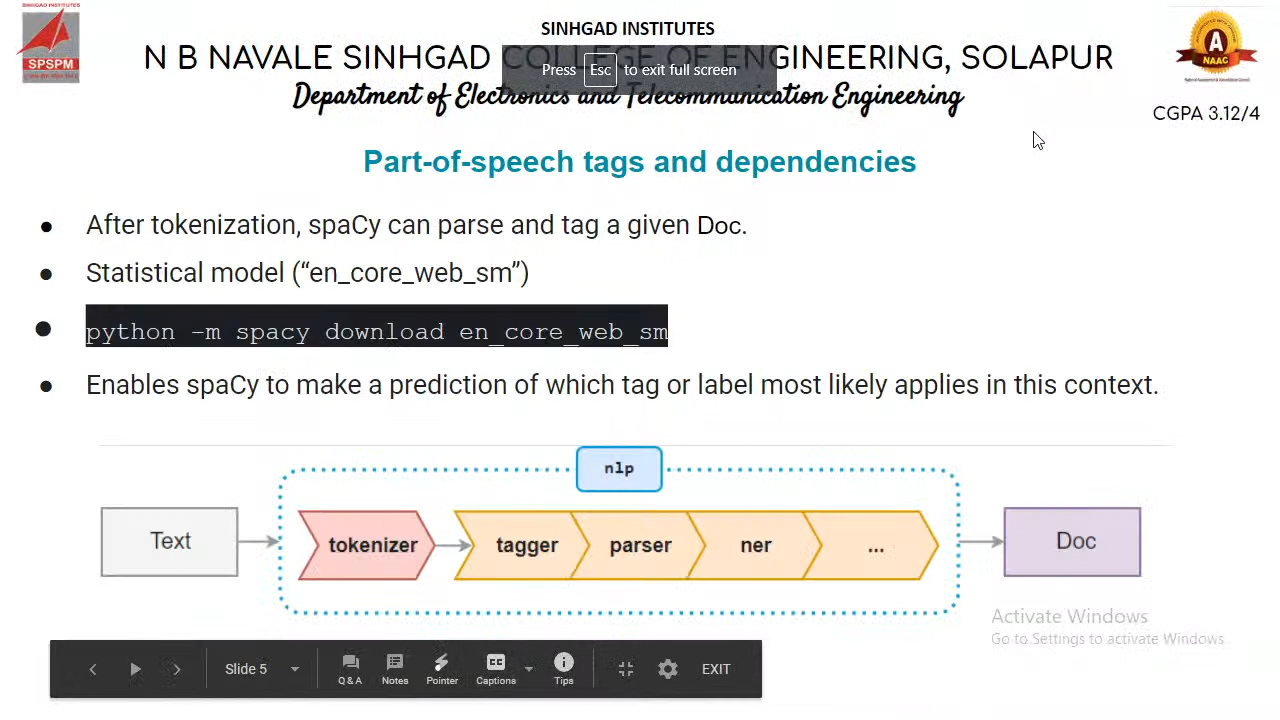 SINHGAD INSTITUTES
N B NAVALE SINHGAD COLLEGE OF ENGINEERING, SOLAPUR
Press Esc to exit full screen
Department of Electronics and Telecommunication Engineering
SPSPM
A
NAAC
CGPA 3.12/4
Part-of-speech tags and dependencies
● After tokenization, spaCy can parse and tag a given Doc.
● Statistical model (“en_core_web_sm”)
● python -m spacy download en_core_web_sm
● Enables spaCy to make a prediction of which tag or label most likely applies in this context.
nlp
Text tokenizer tagger parser ner ... Doc
Activate Windows
Go to Settings to activate Windows.
Slide 5 Q & A Notes Pointer Captions Tips EXIT
CC